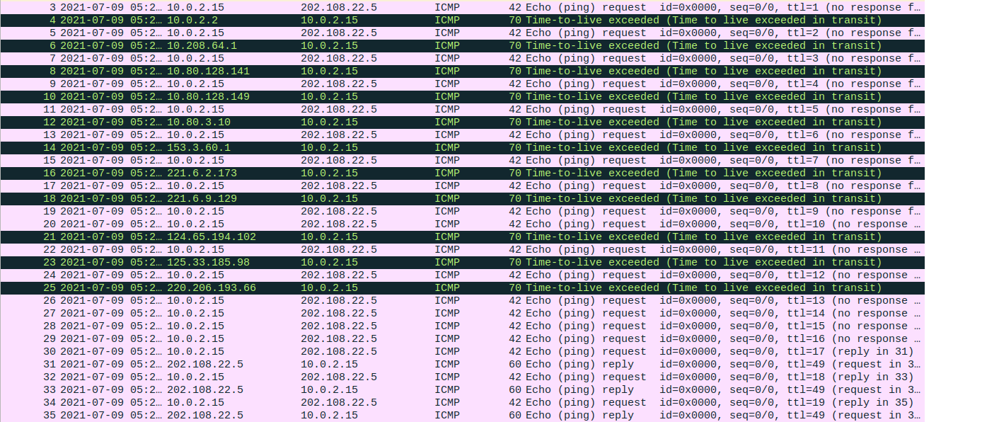 3 2021-07-09 05:2… 10.0.2.15 202.108.22.5 ICMP 42 Echo (ping) request id=0x0000, seq=0/0, ttl=1 (no response f…
4 2021-07-09 05:2… 10.0.2.2 10.0.2.15 ICMP 70 Time-to-live exceeded (Time to live exceeded in transit)
5 2021-07-09 05:2… 10.0.2.15 202.108.22.5 ICMP 42 Echo (ping) request id=0x0000, seq=0/0, ttl=2 (no response f…
6 2021-07-09 05:2… 10.208.64.1 10.0.2.15 ICMP 70 Time-to-live exceeded (Time to live exceeded in transit)
7 2021-07-09 05:2… 10.0.2.15 202.108.22.5 ICMP 42 Echo (ping) request id=0x0000, seq=0/0, ttl=3 (no response f…
8 2021-07-09 05:2… 10.80.128.141 10.0.2.15 ICMP 70 Time-to-live exceeded (Time to live exceeded in transit)
9 2021-07-09 05:2… 10.0.2.15 202.108.22.5 ICMP 42 Echo (ping) request id=0x0000, seq=0/0, ttl=4 (no response f…
10 2021-07-09 05:2… 10.80.128.149 10.0.2.15 ICMP 70 Time-to-live exceeded (Time to live exceeded in transit)
11 2021-07-09 05:2… 10.0.2.15 202.108.22.5 ICMP 42 Echo (ping) request id=0x0000, seq=0/0, ttl=5 (no response f…
12 2021-07-09 05:2… 10.80.3.10 10.0.2.15 ICMP 70 Time-to-live exceeded (Time to live exceeded in transit)
13 2021-07-09 05:2… 10.0.2.15 202.108.22.5 ICMP 42 Echo (ping) request id=0x0000, seq=0/0, ttl=6 (no response f…
14 2021-07-09 05:2… 153.3.60.1 10.0.2.15 ICMP 70 Time-to-live exceeded (Time to live exceeded in transit)
15 2021-07-09 05:2… 10.0.2.15 202.108.22.5 ICMP 42 Echo (ping) request id=0x0000, seq=0/0, ttl=7 (no response f…
16 2021-07-09 05:2… 221.6.2.173 10.0.2.15 ICMP 70 Time-to-live exceeded (Time to live exceeded in transit)
17 2021-07-09 05:2… 10.0.2.15 202.108.22.5 ICMP 42 Echo (ping) request id=0x0000, seq=0/0, ttl=8 (no response f…
18 2021-07-09 05:2… 221.6.9.129 10.0.2.15 ICMP 70 Time-to-live exceeded (Time to live exceeded in transit)
19 2021-07-09 05:2… 10.0.2.15 202.108.22.5 ICMP 42 Echo (ping) request id=0x0000, seq=0/0, ttl=9 (no response f…
20 2021-07-09 05:2… 10.0.2.15 202.108.22.5 ICMP 42 Echo (ping) request id=0x0000, seq=0/0, ttl=10 (no response …
21 2021-07-09 05:2… 124.65.194.102 10.0.2.15 ICMP 70 Time-to-live exceeded (Time to live exceeded in transit)
22 2021-07-09 05:2… 10.0.2.15 202.108.22.5 ICMP 42 Echo (ping) request id=0x0000, seq=0/0, ttl=11 (no response …
23 2021-07-09 05:2… 125.33.185.98 10.0.2.15 ICMP 70 Time-to-live exceeded (Time to live exceeded in transit)
24 2021-07-09 05:2… 10.0.2.15 202.108.22.5 ICMP 42 Echo (ping) request id=0x0000, seq=0/0, ttl=12 (no response …
25 2021-07-09 05:2… 220.206.193.66 10.0.2.15 ICMP 70 Time-to-live exceeded (Time to live exceeded in transit)
26 2021-07-09 05:2… 10.0.2.15 202.108.22.5 ICMP 42 Echo (ping) request id=0x0000, seq=0/0, ttl=13 (no response …
27 2021-07-09 05:2… 10.0.2.15 202.108.22.5 ICMP 42 Echo (ping) request id=0x0000, seq=0/0, ttl=14 (no response …
28 2021-07-09 05:2… 10.0.2.15 202.108.22.5 ICMP 42 Echo (ping) request id=0x0000, seq=0/0, ttl=15 (no response …
29 2021-07-09 05:2… 10.0.2.15 202.108.22.5 ICMP 42 Echo (ping) request id=0x0000, seq=0/0, ttl=16 (no response …
30 2021-07-09 05:2… 10.0.2.15 202.108.22.5 ICMP 42 Echo (ping) request id=0x0000, seq=0/0, ttl=17 (reply in 31)
31 2021-07-09 05:2… 202.108.22.5 10.0.2.15 ICMP 60 Echo (ping) reply id=0x0000, seq=0/0, ttl=49 (request in 3…
32 2021-07-09 05:2… 10.0.2.15 202.108.22.5 ICMP 42 Echo (ping) request id=0x0000, seq=0/0, ttl=18 (reply in 33)
33 2021-07-09 05:2… 202.108.22.5 10.0.2.15 ICMP 60 Echo (ping) reply id=0x0000, seq=0/0, ttl=49 (request in 3…
34 2021-07-09 05:2… 10.0.2.15 202.108.22.5 ICMP 42 Echo (ping) request id=0x0000, seq=0/0, ttl=19 (reply in 35)
35 2021-07-09 05:2… 202.108.22.5 10.0.2.15 ICMP 60 Echo (ping) reply id=0x0000, seq=0/0, ttl=49 (request in 3…